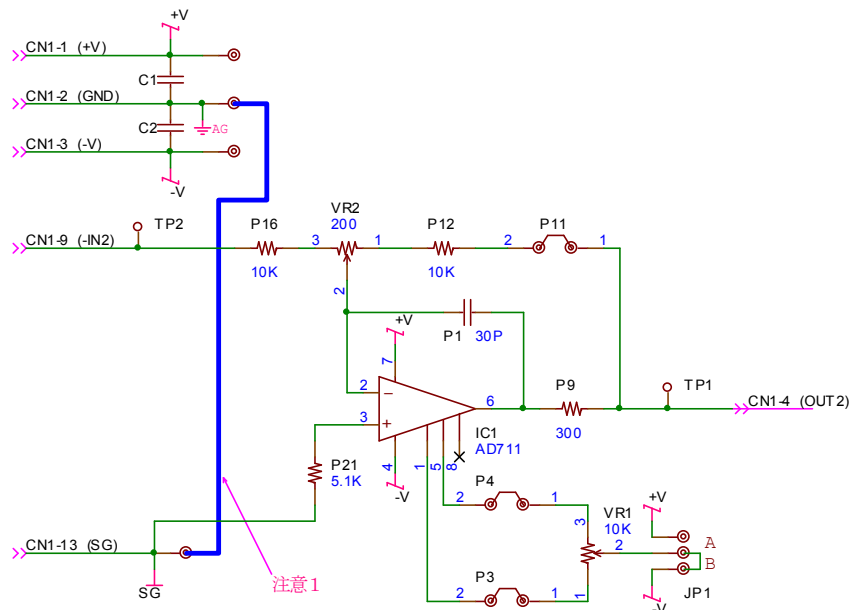 +V
CN1-1 (+V)
C1
CN1-2 (GND)
AG
C2
CN1-3 (-V)
-V
TP2
P16
VR2
200
P12
P11
CN1-9 (-IN2)
3
1
2
1
10K
10K
2
+V
P1
30P
7
2
6
P9
TP1
CN1-4 (OUT2)
3
IC1
AD711
300
P21
5.1K
4
-V
1
5
8
P4
2
1
VR1
10K
3
2
+V
A
B
CN1-13 (SG)
SG
注意1
P3
2
1
1
JP1
-V